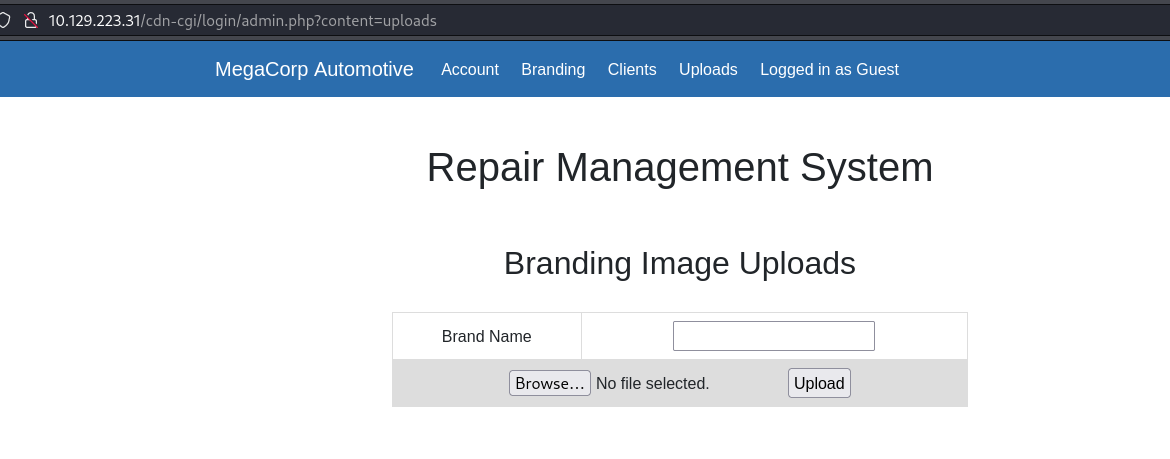 10.129.223.31/cdn-cgi/login/admin.php?content=uploads
MegaCorp Automotive Account Branding Clients Uploads Logged in as Guest
Repair Management System
Branding Image Uploads
Brand Name
Browse... No file selected. Upload